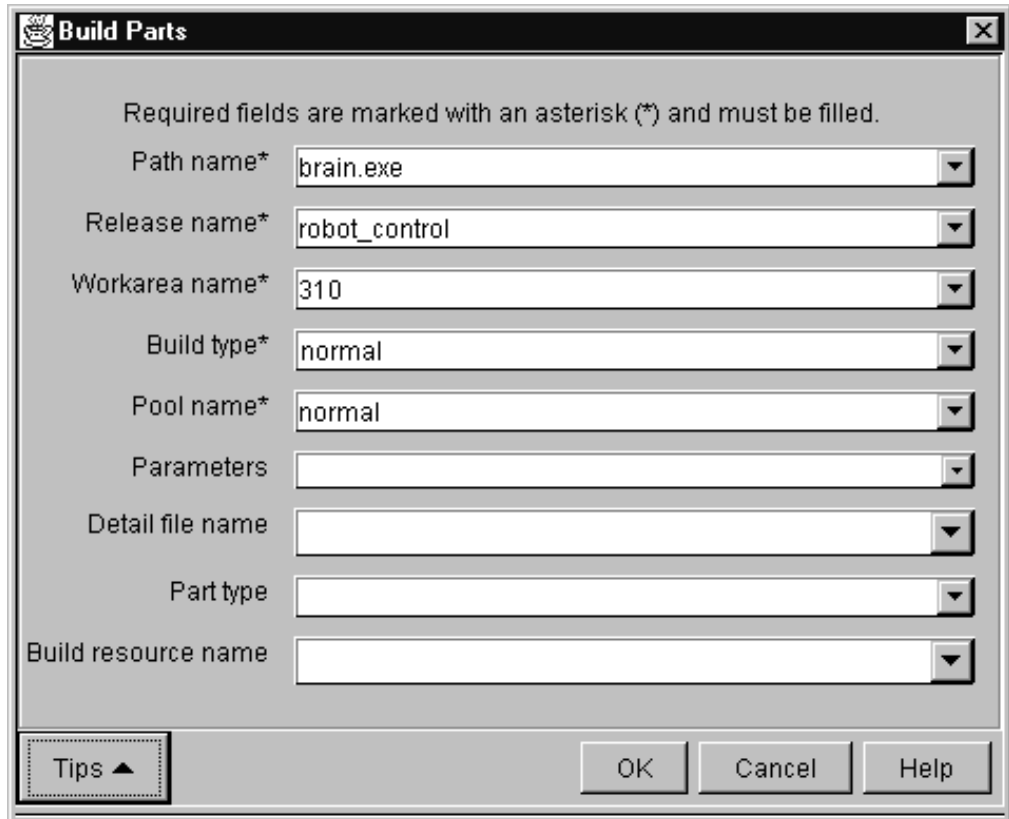 Build Parts
Required fields are marked with an asterisk (*) and must be filled.
Path name* brain.exe
Release name* robot_control
Workarea name* 310
Build type* normal
Pool name* normal
Parameters
Detail file name
Part type
Build resource name
Tips OK Cancel Help